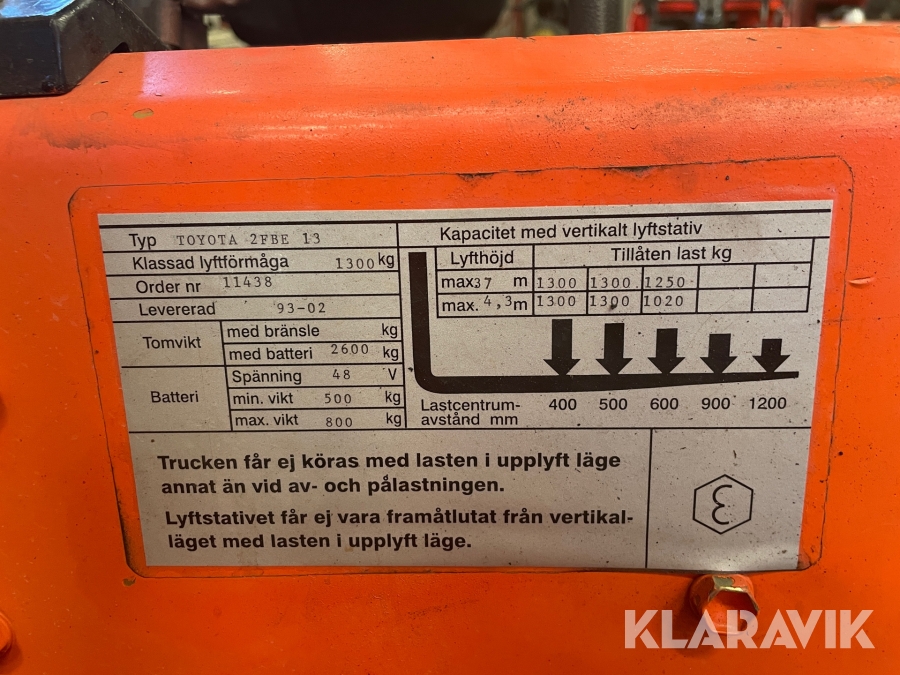 Typ TOYOTA 2FBE 13
Klassad lyftförmåga 1300 kg
Order nr 11438
Levererad 93-02
Tomvikt
med bränsle kg
med batteri 2600 kg
Batteri
Spänning 48 V
min. vikt 500 kg
max. vikt 800 kg
Kapacitet med vertikalt lyftstativ
Lyfthöjd Tillåten last kg
max37 m 1300 1300 1250
max. 4,3m 1300 1300 1020
Lastcentrum-
avstånd mm 400 500 600 900 1200
Trucken får ej köras med lasten i upplyft läge
annat än vid av- och pålastningen.
Lyftstativet får ej vara framåtlutat från vertikal-
läget med lasten i upplyft läge.
KLARAVIK